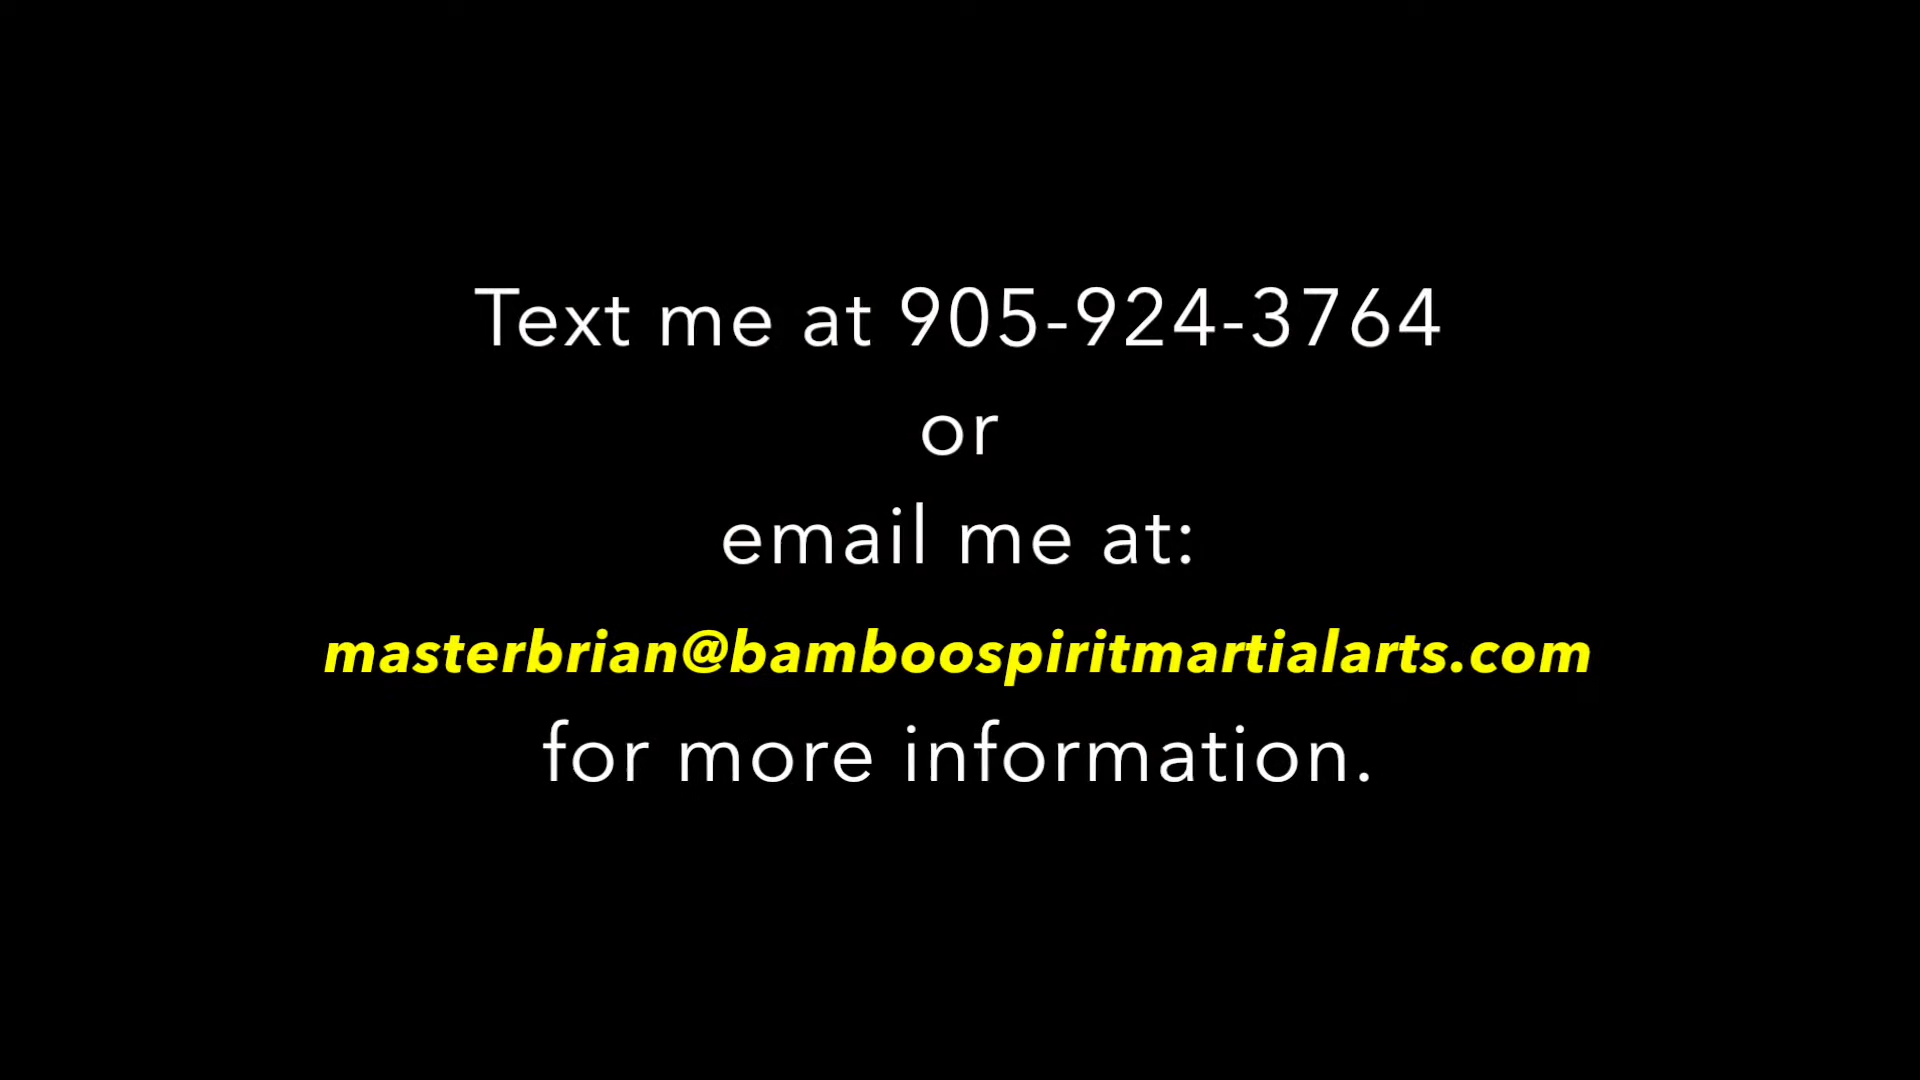 Text me at 905-924-3764
or
email me at:
masterbrian@bamboospiritmartialarts.com
for more information.